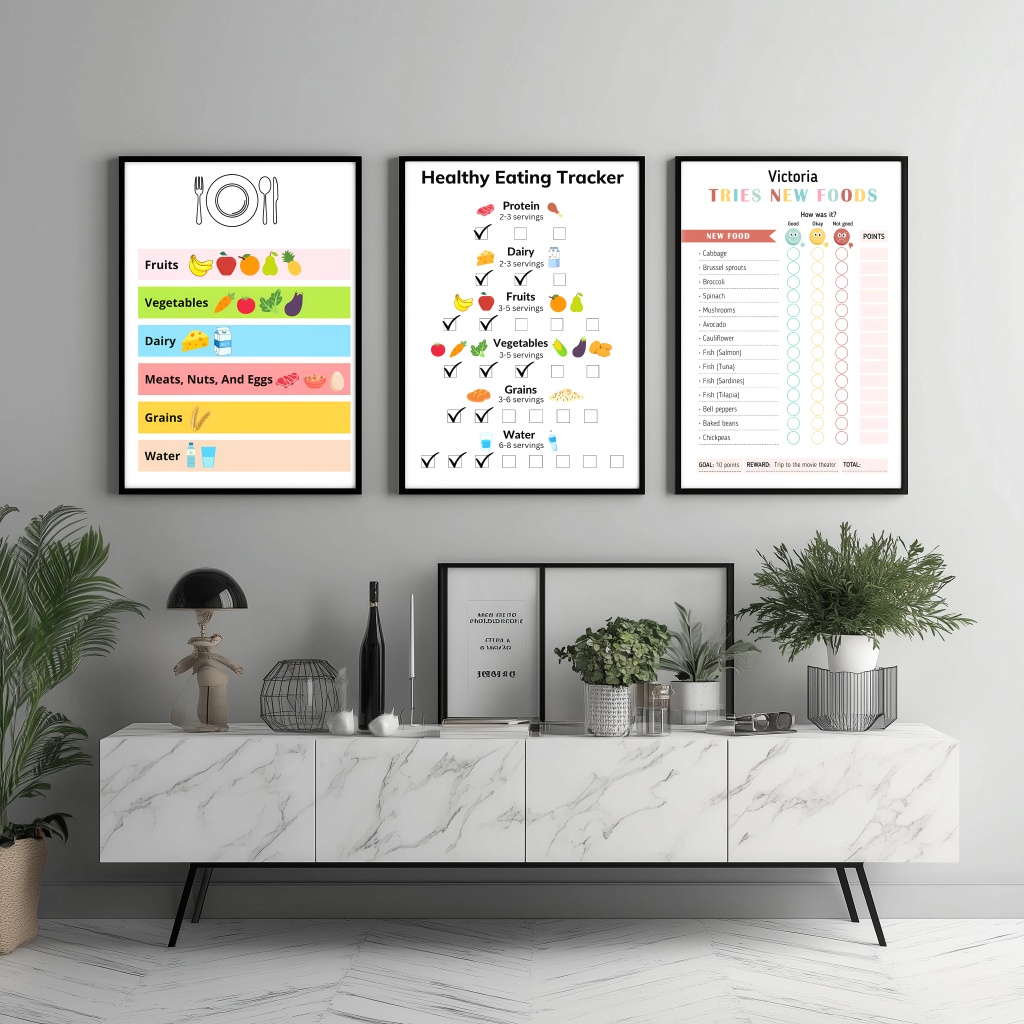 Fruits
Vegetables
Dairy
Meats, Nuts, And Eggs
Grains
Water
Healthy Eating Tracker
Protein
2-3 servings
Dairy
2-3 servings
Fruits
3-5 servings
Vegetables
3-5 servings
Grains
3-6 servings
Water
6-8 servings
Victoria
TRIES NEW FOODS
How was it?
Good Okay Not good
NEW FOOD POINTS
- Cabbage
- Brussel sprouts
- Broccoli
- Spinach
- Mushrooms
- Avocado
- Cauliflower
- Fish (Salmon)
- Fish (Tuna)
- Fish (Sardines)
- Fish (Tilapia)
- Bell peppers
- Baked beans
- Chickpeas
GOAL: 10 points REWARD: Trip to the movie theater TOTAL: